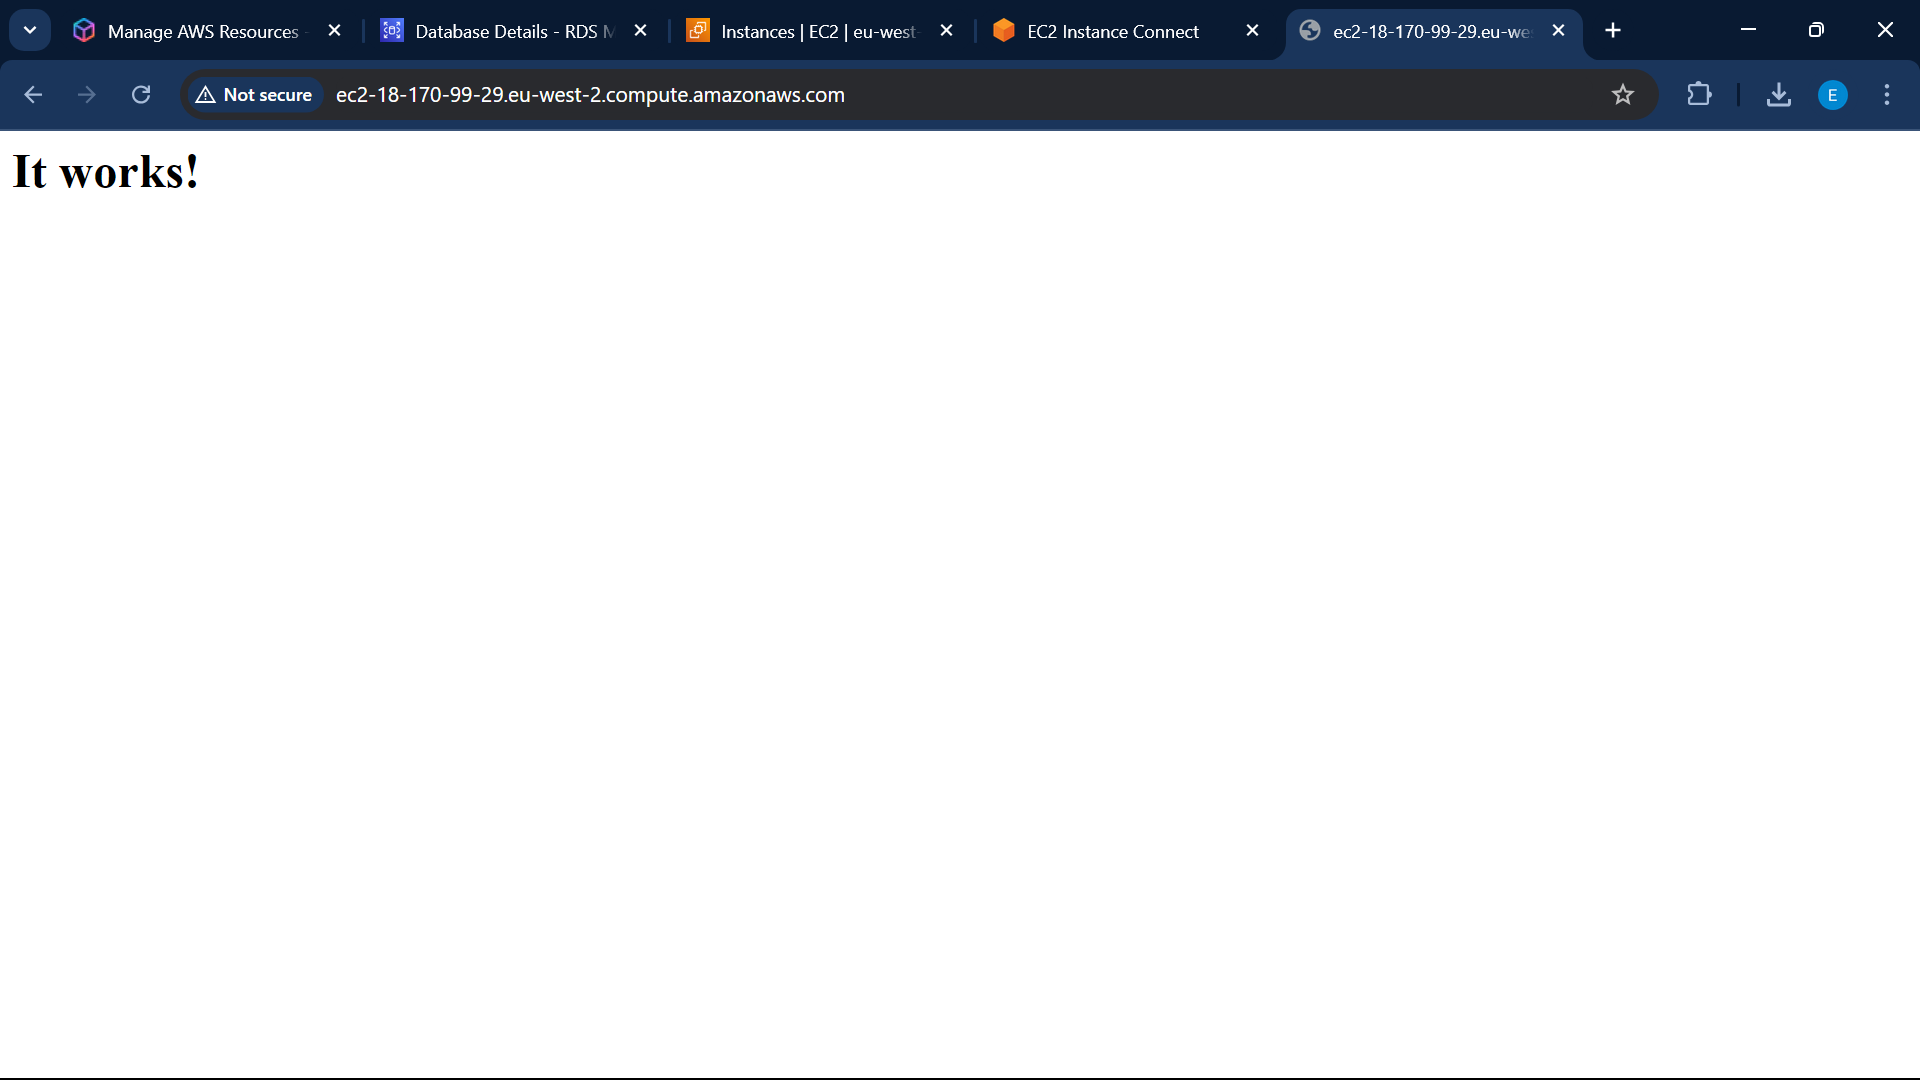 Manage AWS Resources
Database Details - RDS M
Instances | EC2 | eu-west-
EC2 Instance Connect
ec2-18-170-99-29.eu-we
Not secure
ec2-18-170-99-29.eu-west-2.compute.amazonaws.com
E
It works!